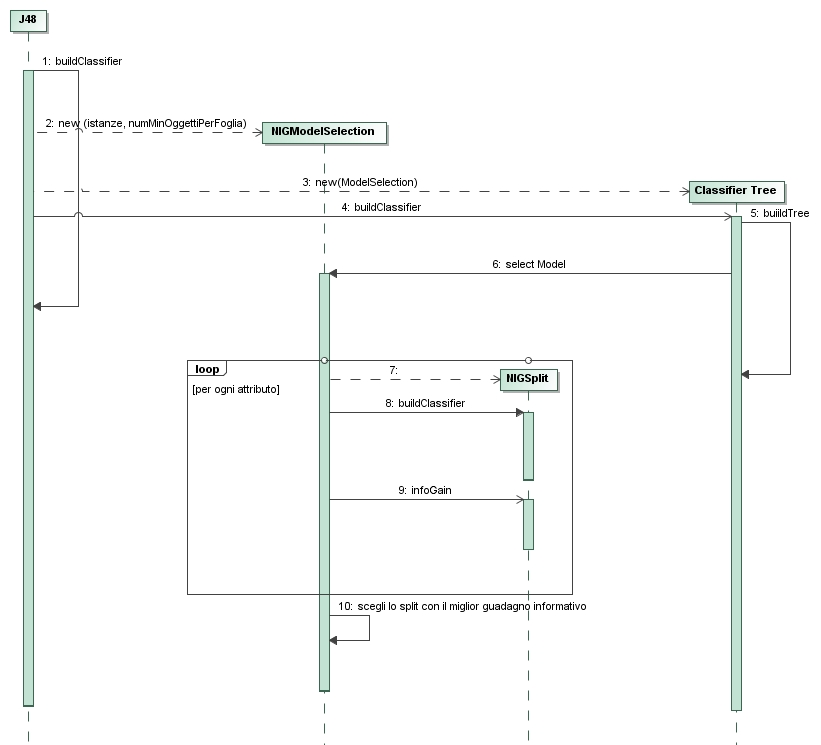 J48
1: buildClassifier
2: new (istanze, numMinOggettiPerFoglia)
NIGModelSelection
3: new(ModelSelection)
Classifier Tree
4: buildClassifier
5: buiildTree
6: select Model
loop
7:
NIGSplit
[per ogni attributo]
8: buildClassifier
9: infoGain
10: scegli lo split con il miglior guadagno informativo